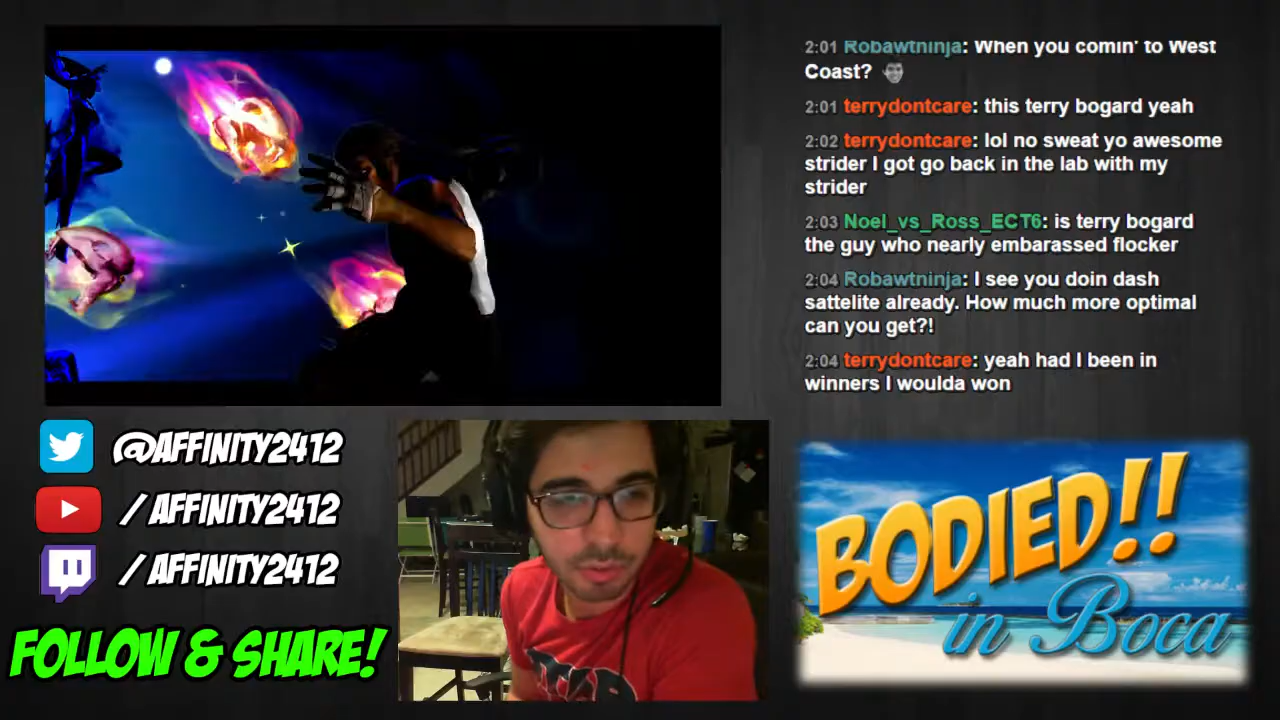 2:01 Robawtninja: When you comin' to West
Coast?
2:01 terrydontcare: this terry bogard yeah
2:02 terrydontcare: lol no sweat yo awesome
strider I got go back in the lab with my
strider
2:03 Noel_vs_Ross_ECT6: is terry bogard
the guy who nearly embarassed flocker
2:04 Robawtninja: I see you doin dash
sattelite already. How much more optimal
can you get?!
2:04 terrydontcare: yeah had I been in
winners I woulda won
@AFFINITY2412
/AFFINITY2412
/AFFINITY2412
FOLLOW & SHARE!
BODIED!!
in Boca